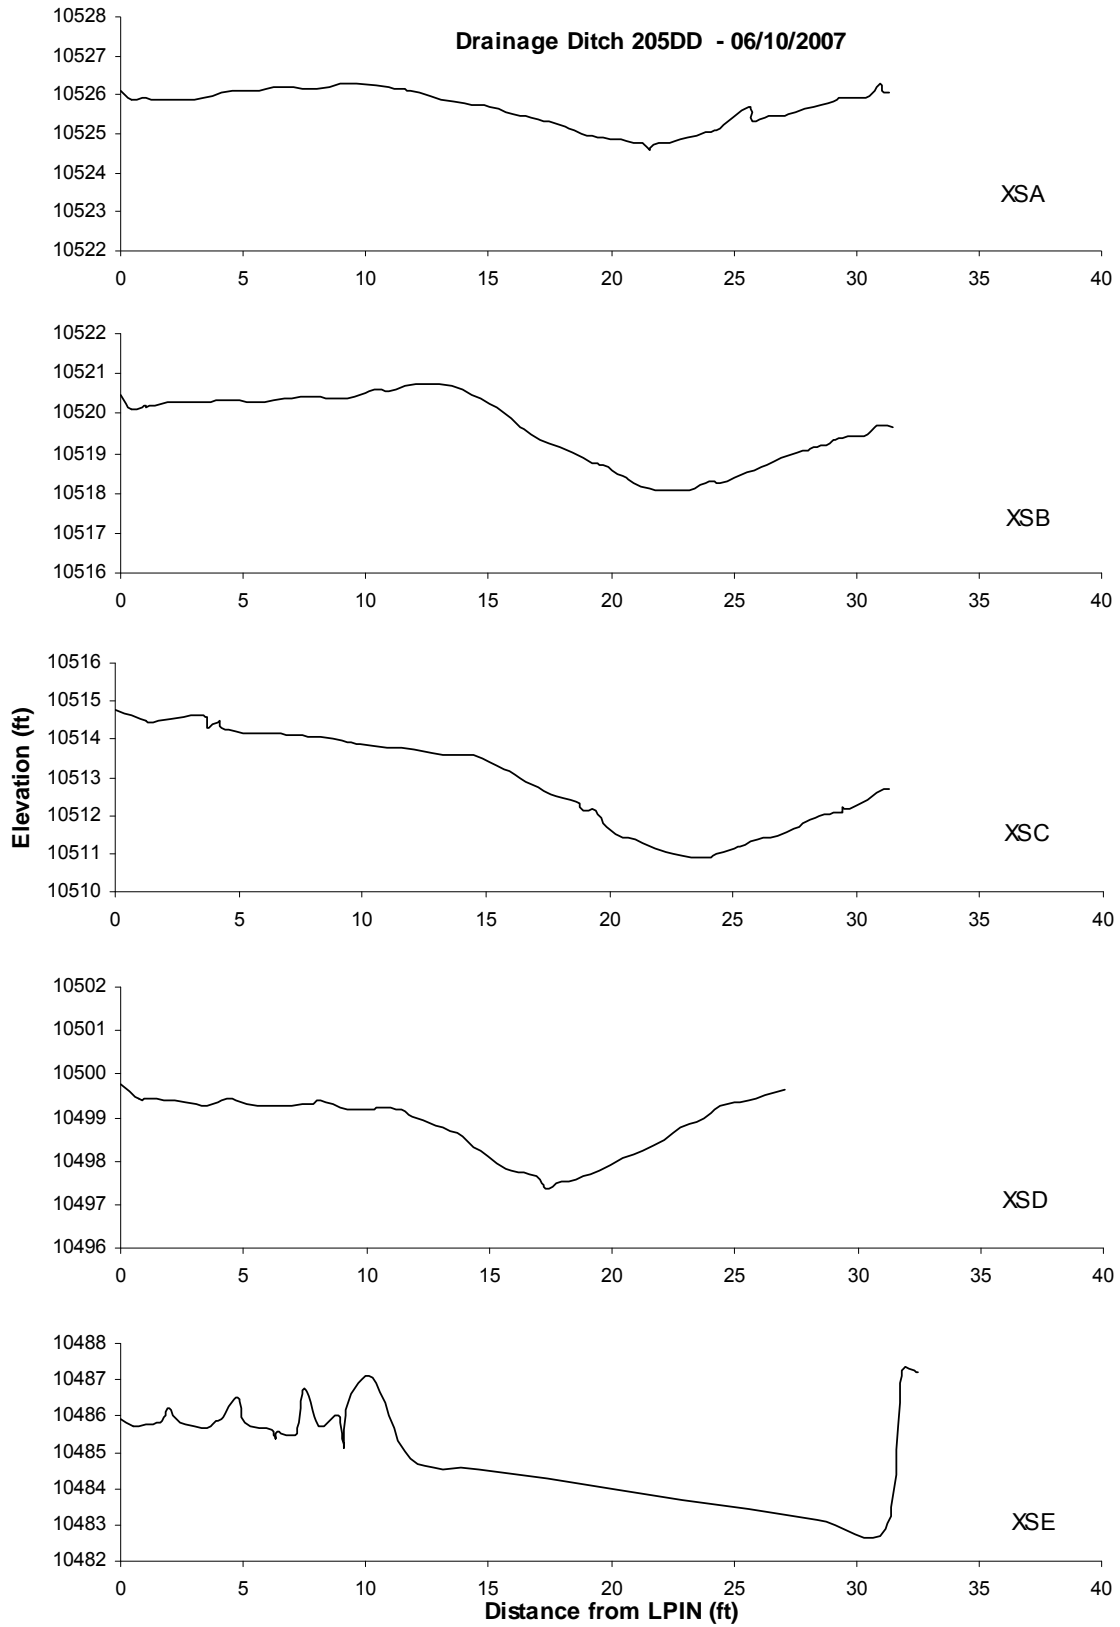 Drainage Ditch 205DD - 06/10/2007
10528
10527
10526
10525
10524
10523
10522
XSA
0 5 10 15 20 25 30 35 40
10522
10521
10520
10519
10518
10517
10516
XSB
0 5 10 15 20 25 30 35 40
Elevation (ft)
10516
10515
10514
10513
10512
10511
10510
XSC
0 5 10 15 20 25 30 35 40
10502
10501
10500
10499
10498
10497
10496
XSD
0 5 10 15 20 25 30 35 40
10488
10487
10486
10485
10484
10483
10482
XSE
0 5 10 15 20 25 30 35 40
Distance from LPIN (ft)